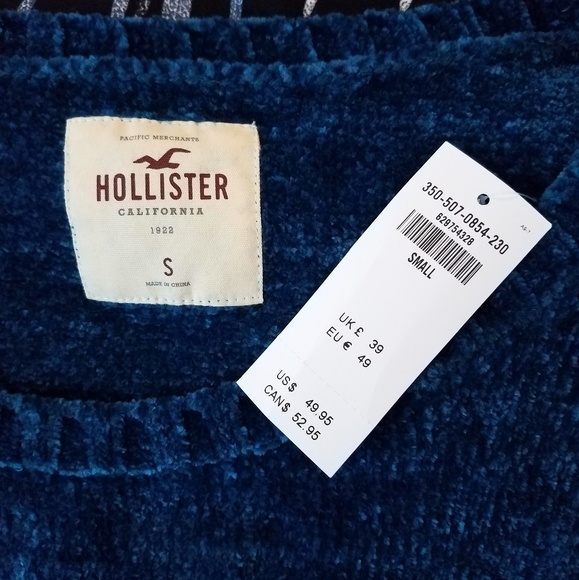 PACIFIC MERCHANTS
HOLLISTER
CALIFORNIA
1922
S
MADE IN CHINA
350-507-0854-230
628754328
SMALL
UK £ 39
EU € 49
US$ 49.95
CAN$ 52.95